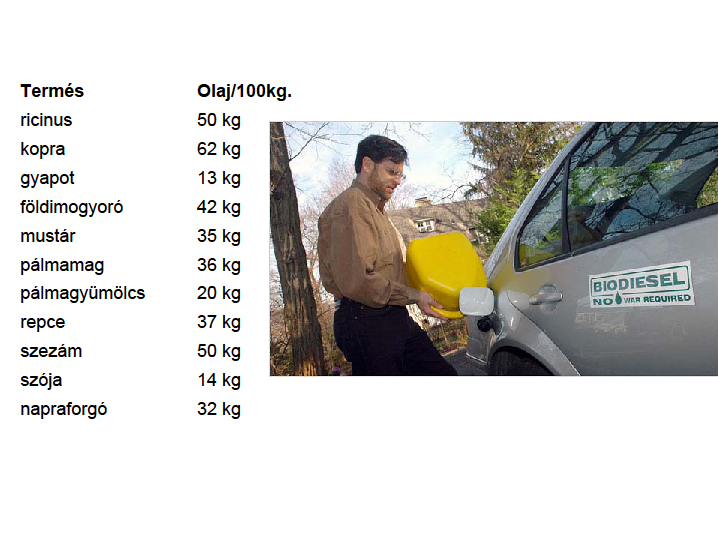 Termés Olaj/100kg.
ricinus 50 kg
kopra 62 kg
gyapot 13 kg
földimogyoró 42 kg
mustár 35 kg
pálmamag 36 kg
pálmagyümölcs 20 kg
repce 37 kg
szezám 50 kg
szója 14 kg
napraforgó 32 kg
BIODIESEL
NO WAR REQUIRED